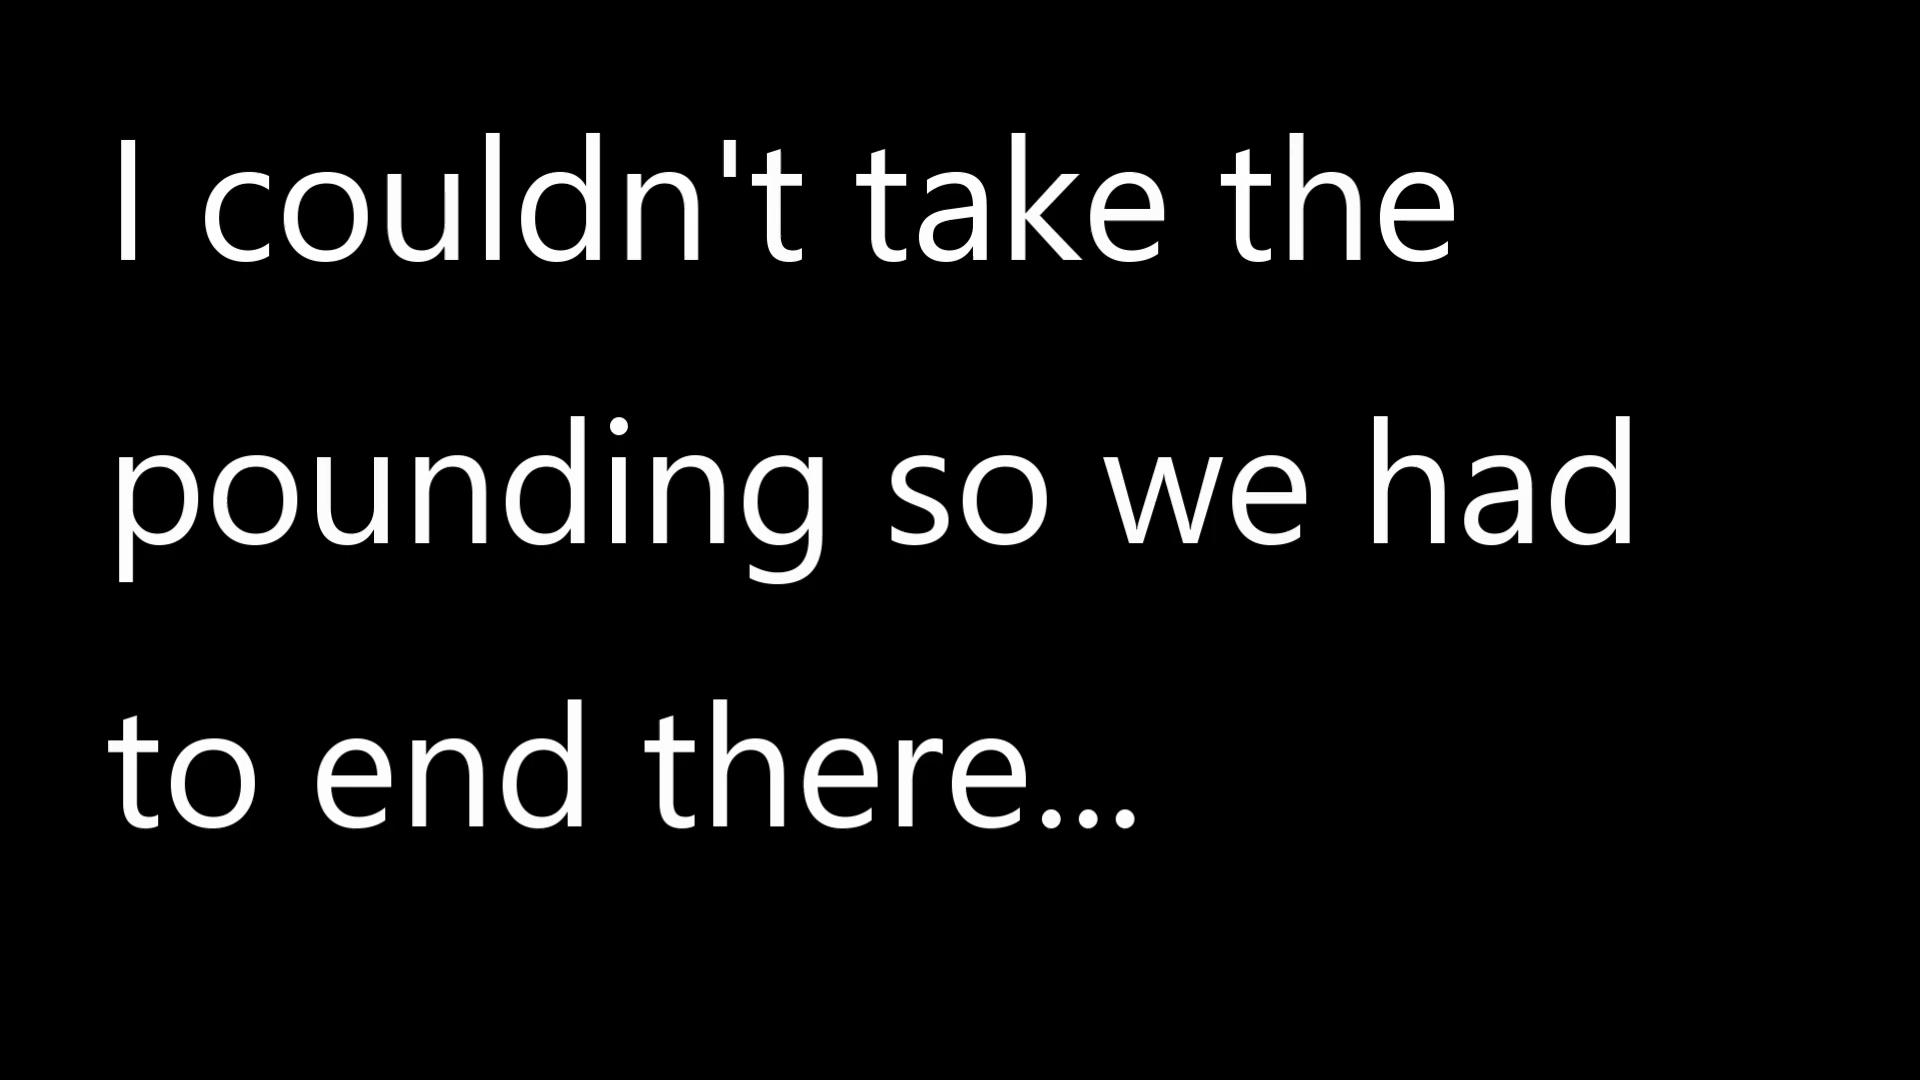 I couldn't take the
pounding so we had
to end there...